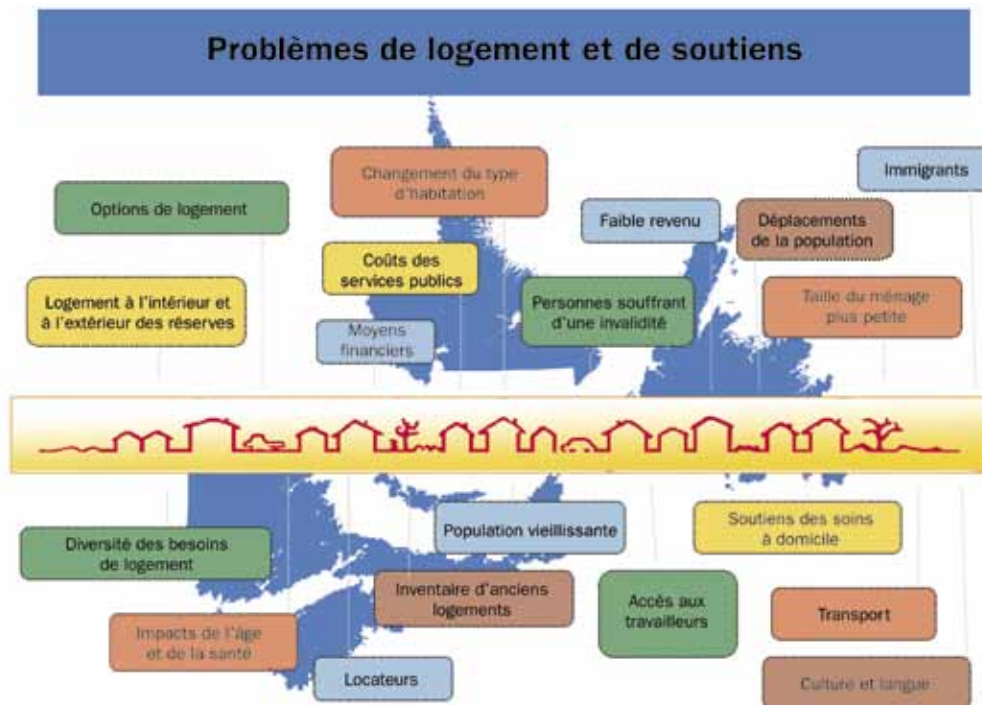 Problèmes de logement et de soutiens
Immigrants
Changement du type
d'habitation
Options de logement
Faible revenu
Déplacements
de la population
Coûts des
services publics
Logement à l'intérieur et
à l'extérieur des réserves
Personnes souffrant
d'une invalidité
Taille du ménage
plus petite
Moyens
financiers
Population vieillissante
Soutiens des soins
à domicile
Diversité des besoins
de logement
Inventaire d'anciens
logements
Accès aux
travailleurs
Transport
Impacts de l'âge
et de la santé
Locateurs
Culture et langue